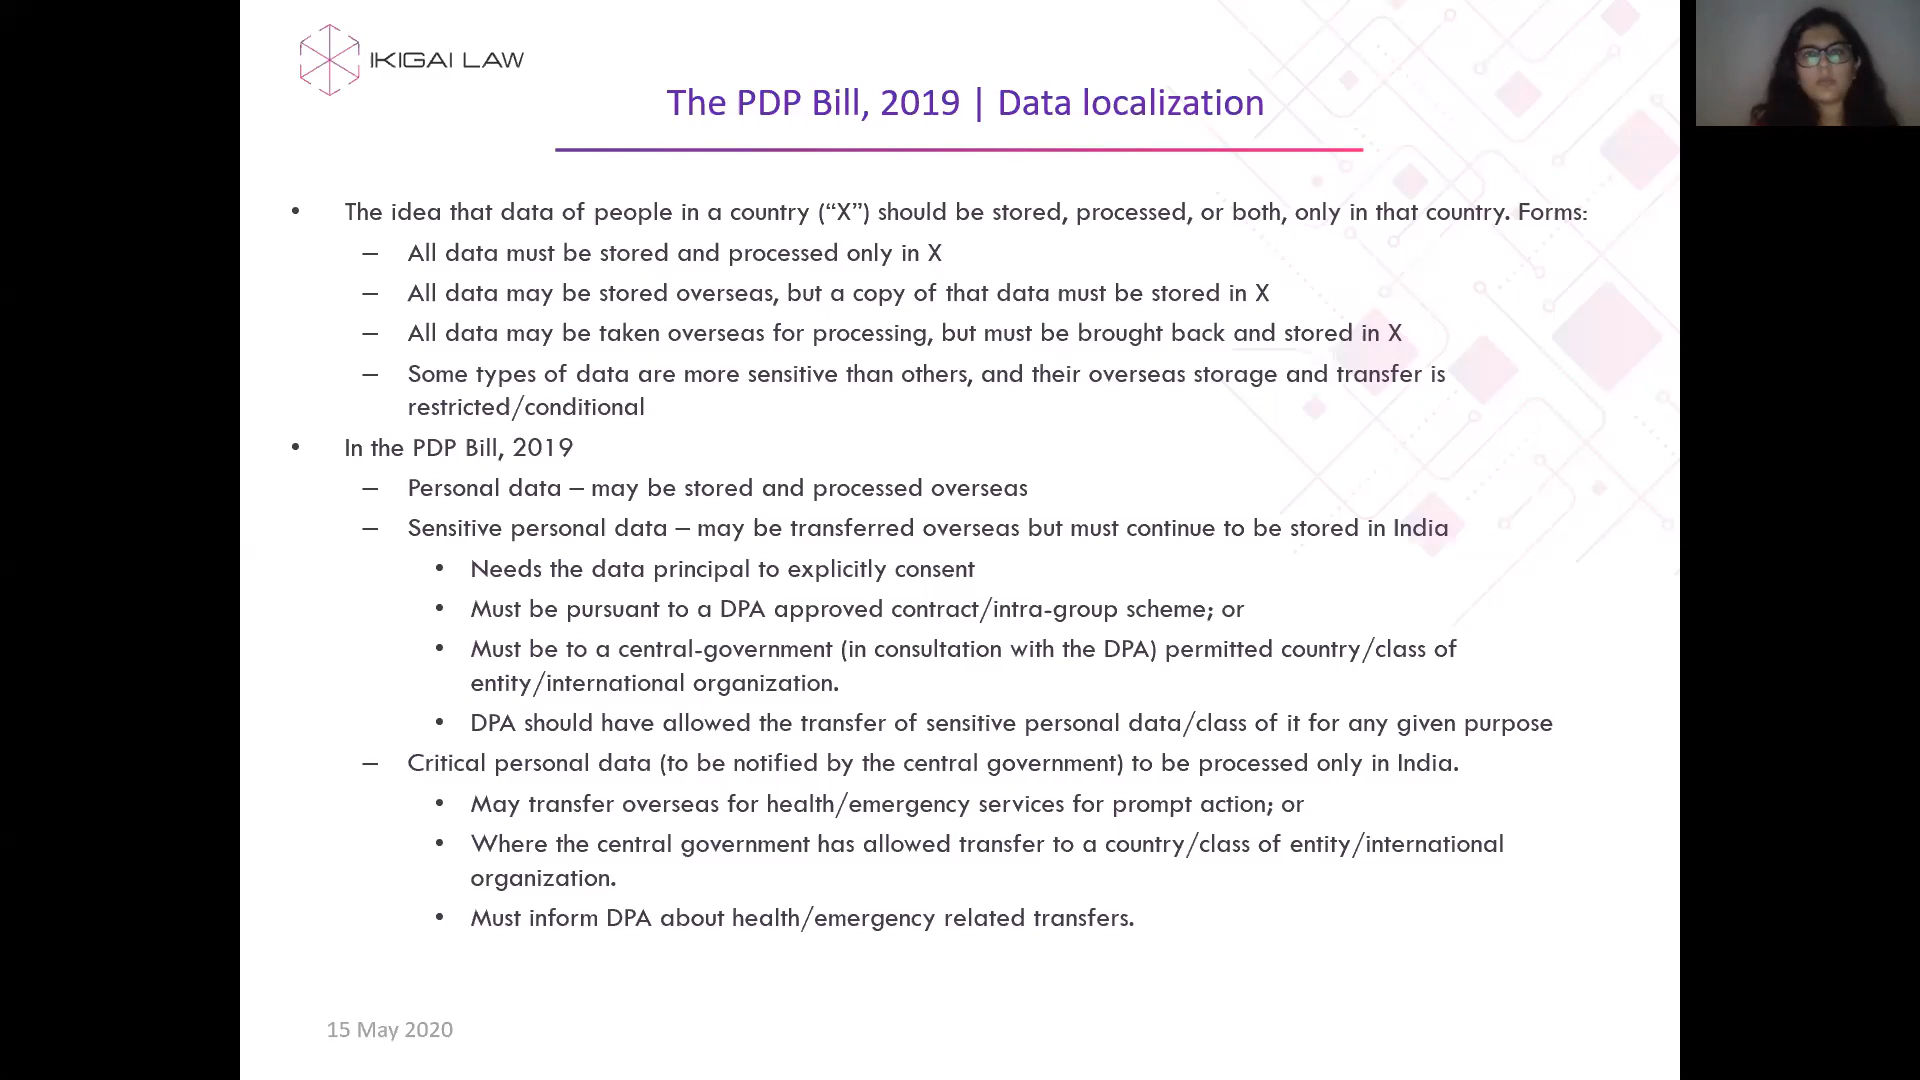 IKIGAI LAW
The PDP Bill, 2019 | Data localization
• The idea that data of people in a country (“X”) should be stored, processed, or both, only in that country. Forms:
– All data must be stored and processed only in X
– All data may be stored overseas, but a copy of that data must be stored in X
– All data may be taken overseas for processing, but must be brought back and stored in X
– Some types of data are more sensitive than others, and their overseas storage and transfer is
restricted/conditional
• In the PDP Bill, 2019
– Personal data – may be stored and processed overseas
– Sensitive personal data – may be transferred overseas but must continue to be stored in India
• Needs the data principal to explicitly consent
• Must be pursuant to a DPA approved contract/intra-group scheme; or
• Must be to a central-government (in consultation with the DPA) permitted country/class of
entity/international organization.
• DPA should have allowed the transfer of sensitive personal data/class of it for any given purpose
– Critical personal data (to be notified by the central government) to be processed only in India.
• May transfer overseas for health/emergency services for prompt action; or
• Where the central government has allowed transfer to a country/class of entity/international
organization.
• Must inform DPA about health/emergency related transfers.
15 May 2020